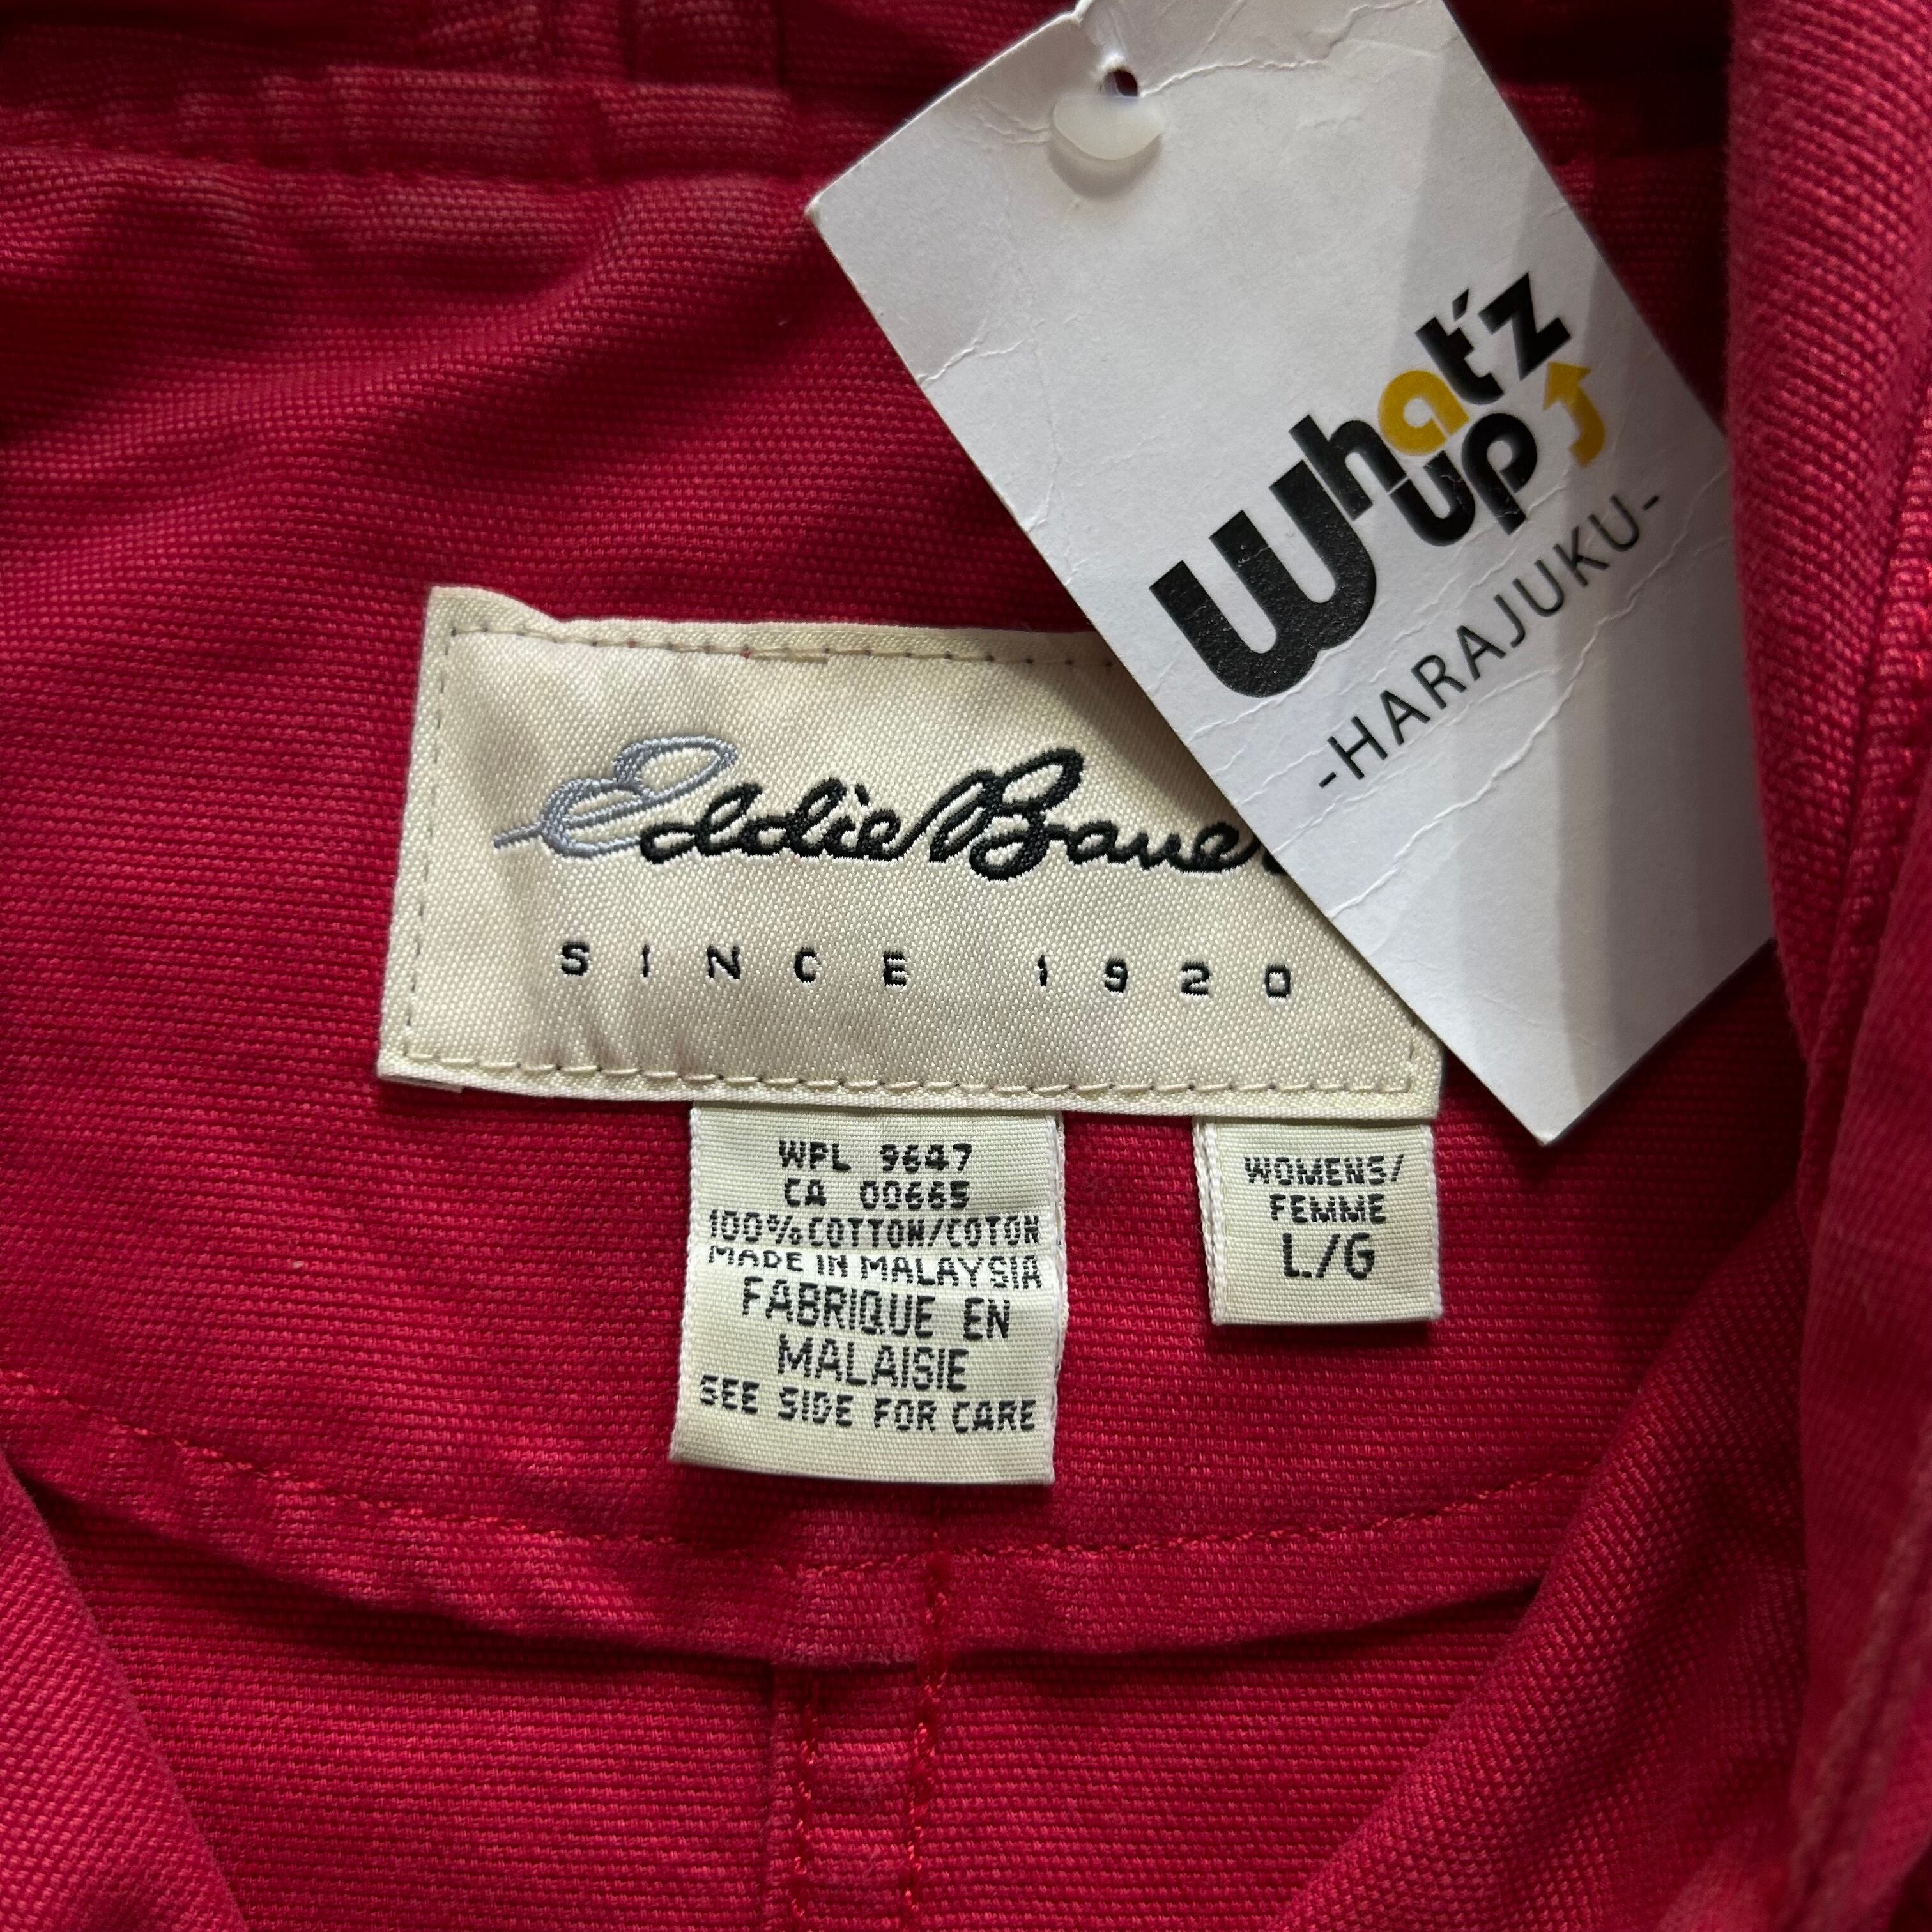 What'z
up
-HARAJUKU-
Eddie Bauer
SINCE 1920
WPL 9647
CA 00665
100% COTTON/COTON
MADE IN MALAYSIA
FABRIQUE EN
MALAISIE
SEE SIDE FOR CARE
WOMENS/
FEMME
L/G